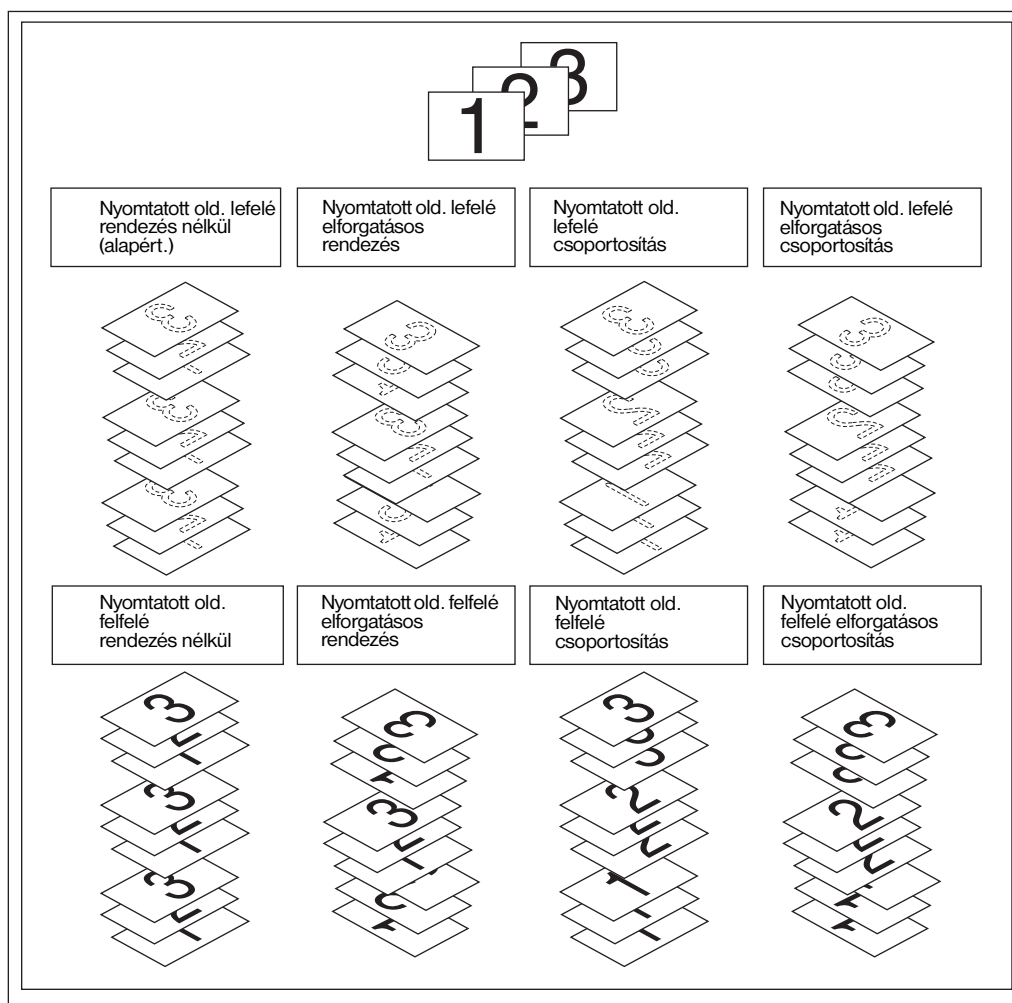 1 2 3
Nyomtatott old. lefelé
rendezés nélkül
(alapért.)
Nyomtatott old. lefelé
elforgatásos
rendezés
Nyomtatott old.
lefelé
csoportosítás
Nyomtatott old. lefelé
elforgatásos
csoportosítás
Nyomtatott old.
felfelé
rendezés nélkül
Nyomtatott old. felfelé
elforgatásos
rendezés
Nyomtatott old.
felfelé
csoportosítás
Nyomtatott old.
felfelé elforgatásos
csoportosítás